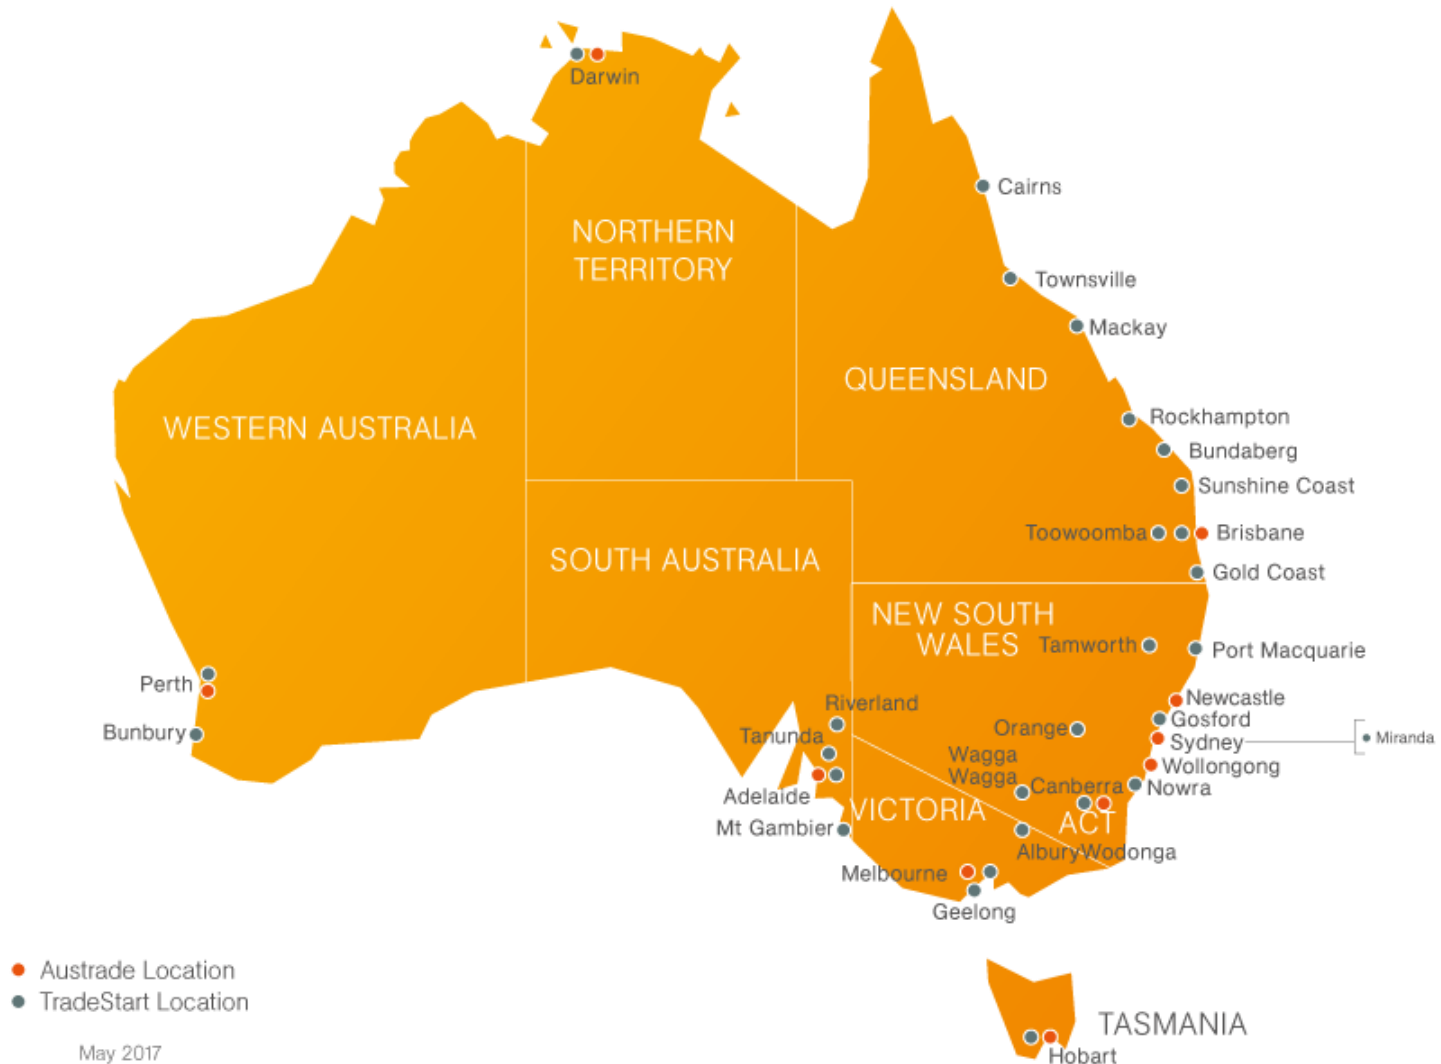 Darwin
Cairns
NORTHERN
TERRITORY
Townsville
Mackay
QUEENSLAND
WESTERN AUSTRALIA
Rockhampton
Bundaberg
Sunshine Coast
Toowoomba
Brisbane
SOUTH AUSTRALIA
Gold Coast
NEW SOUTH
WALES
Tamworth
Port Macquarie
Perth
Riverland
Newcastle
Gosford
Bunbury
Tanunda
Orange
Sydney
Miranda
Wagga
Wagga
Wollongong
Canberra
Nowra
Adelaide
VICTORIA
ACT
Mt Gambier
AlburyWodonga
Melbourne
Geelong
Austrade Location
TradeStart Location
TASMANIA
May 2017
Hobart